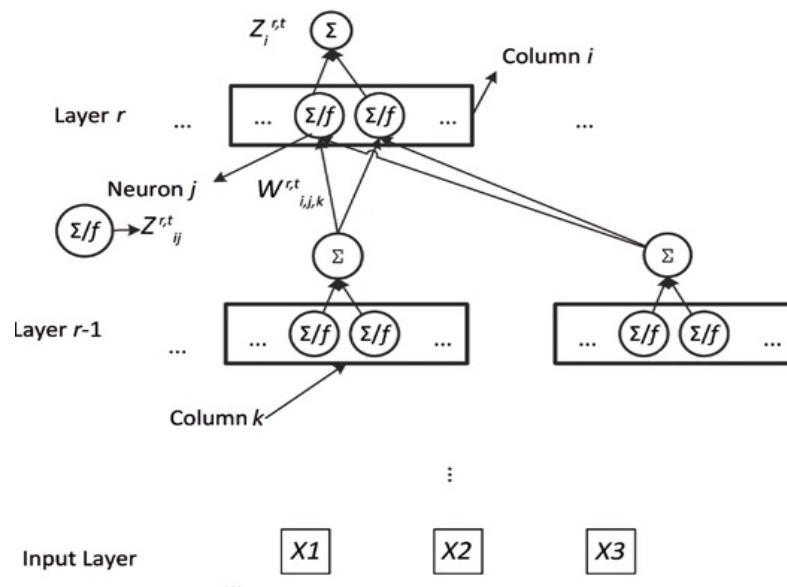 Z_i^{r,t} Σ
Column i
Layer r ... ... Σ/f Σ/f ... ...
Neuron j W^{r,t}_{i,j,k}
Σ/f Z^{r,t}_{ij}
Σ Σ
Layer r-1 ... ... Σ/f Σ/f ... ... Σ/f Σ/f ...
Column k
⋮
Input Layer X1 X2 X3